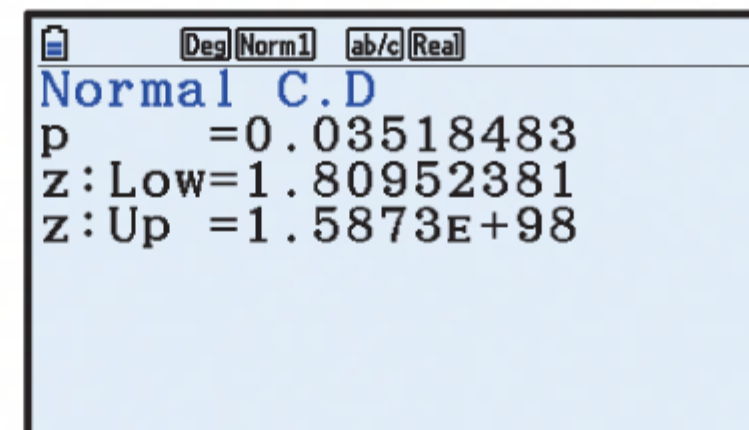 Deg Norm1 ab/c Real
Normal C.D
p =0.03518483
z:Low=1.80952381
z:Up =1.5873E+98